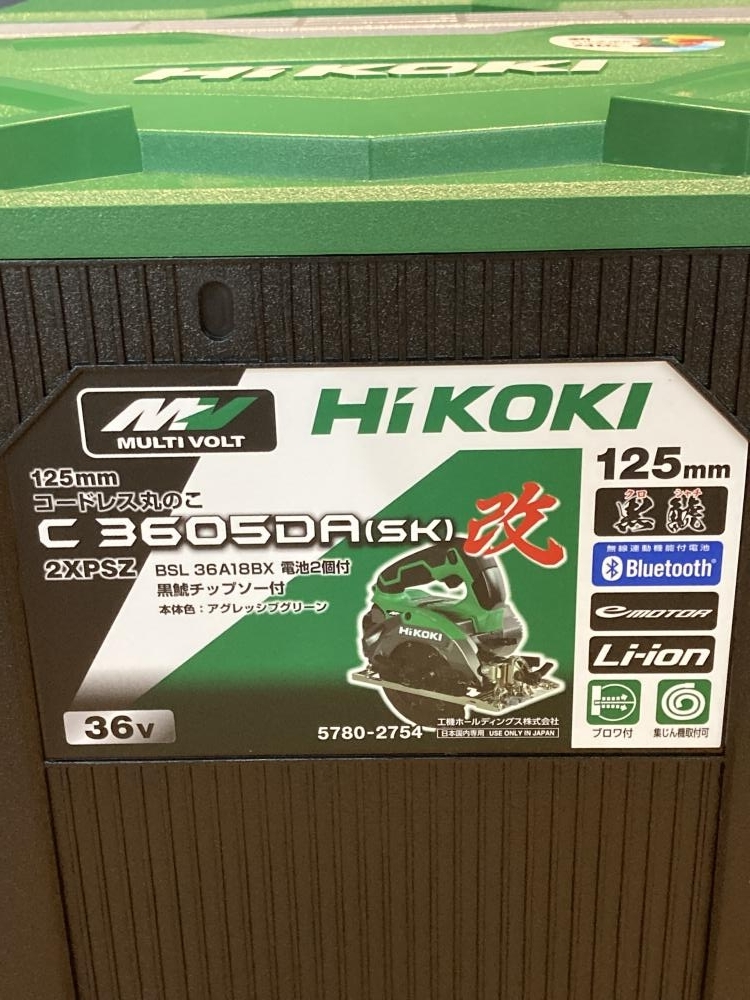 HiKOKI
MV
MULTI VOLT
HiKOKI
125mm
コードレス丸のこ
C 3605DA(SK) 改
2XPSZ BSL 36A18BX 電池2個付
黒鯱チップソー付
本体色：アグレッシブグリーン
HiKOKI
36V
5780-2754
工機ホールディングス株式会社
日本国内専用 USE ONLY IN JAPAN
125mm
クロ シャチ
黒鯱
無線連動機能付電池
Bluetooth®
e MOTOR
Li-ion
ブロワ付
集じん機取付可